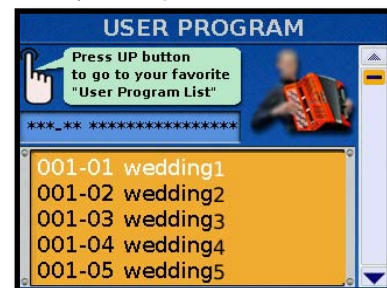 USER PROGRAM
Press UP button
to go to your favorite
"User Program List"
***-** ****************
001-01 wedding1
001-02 wedding2
001-03 wedding3
001-04 wedding4
001-05 wedding5